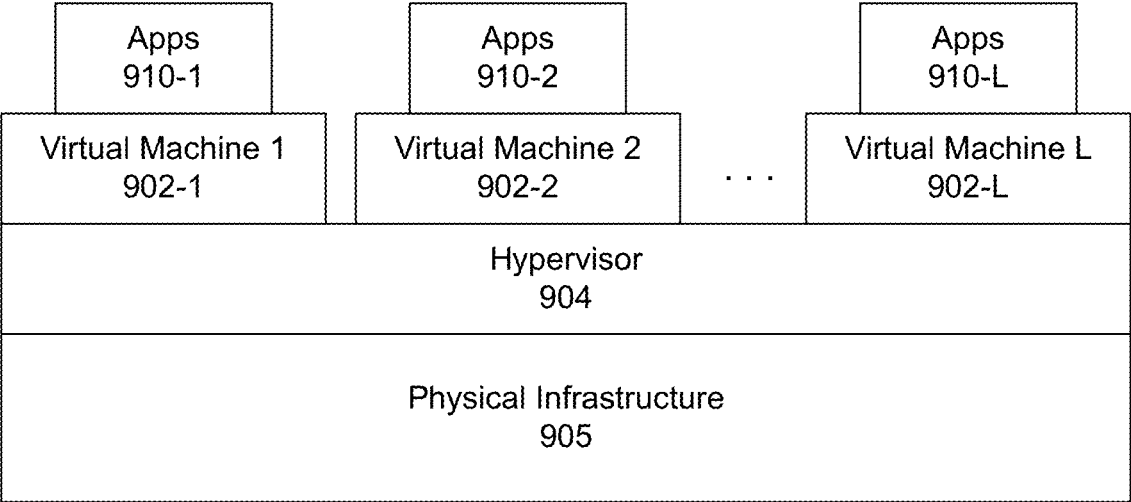 Apps
910-1
Apps
910-2
Apps
910-L
Virtual Machine 1
902-1
Virtual Machine 2
902-2
. . .
Virtual Machine L
902-L
Hypervisor
904
Physical Infrastructure
905